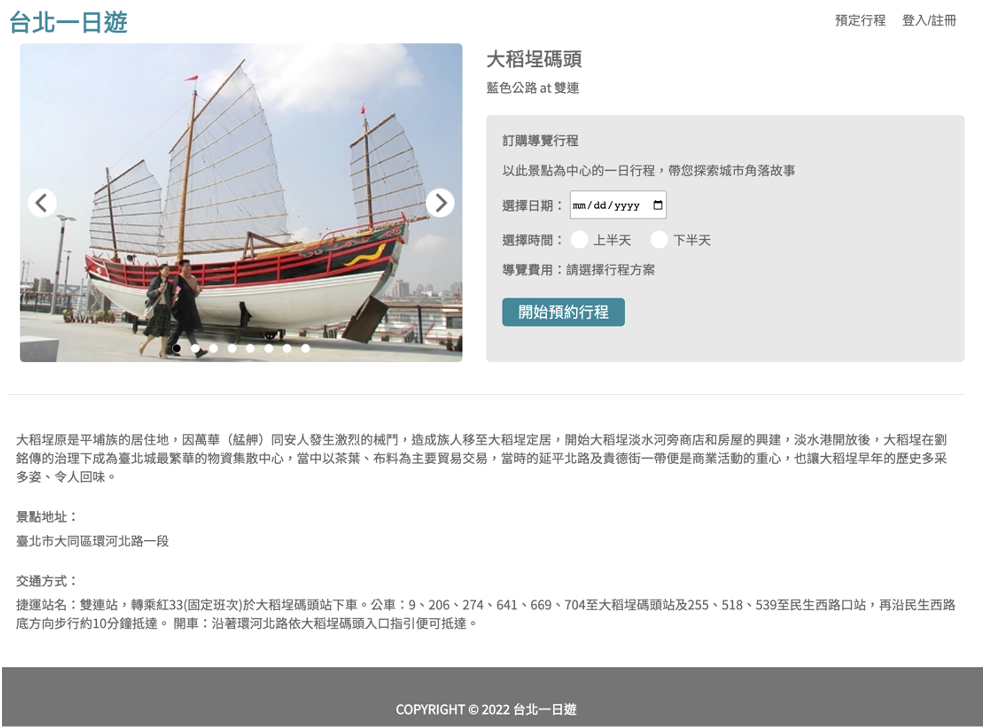 台北一日遊
預定行程 登入/註冊
大稻埕碼頭
藍色公路 at 雙連
訂購導覽行程
以此景點為中心的一日行程，帶您探索城市角落故事
選擇日期： mm/dd/yyyy
選擇時間： 上半天 下半天
導覽費用：請選擇行程方案
開始預約行程
大稻埕原是平埔族的居住地，因萬華（艋舺）同安人發生激烈的械鬥，造成族人移至大稻埕定居，開始大稻埕淡水河旁商店和房屋的興建，淡水港開放後，大稻埕在劉
銘傳的治理下成為臺北城最繁華的物資集散中心，當中以茶葉、布料為主要貿易交易，當時的延平北路及貴德街一帶便是商業活動的重心，也讓大稻埕早年的歷史多采
多姿、令人回味。
景點地址：
臺北市大同區環河北路一段
交通方式：
捷運站名：雙連站，轉乘紅33(固定班次)於大稻埕碼頭站下車。公車：9、206、274、641、669、704至大稻埕碼頭站及255、518、539至民生西路口站，再沿民生西路
底方向步行約10分鐘抵達。 開車：沿著環河北路依大稻埕碼頭入口指引便可抵達。
COPYRIGHT © 2022 台北一日遊